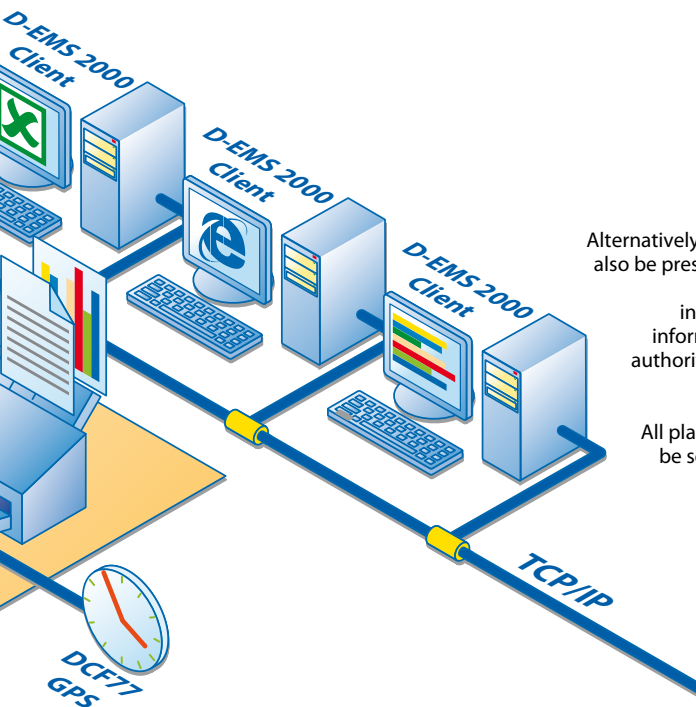 D-EMS 2000
Client
D-EMS 2000
Client
D-EMS 2000
Client
Alternatively
also be pres
in
infor
authori
All pla
be s
TCP/IP
DCF77
GPS